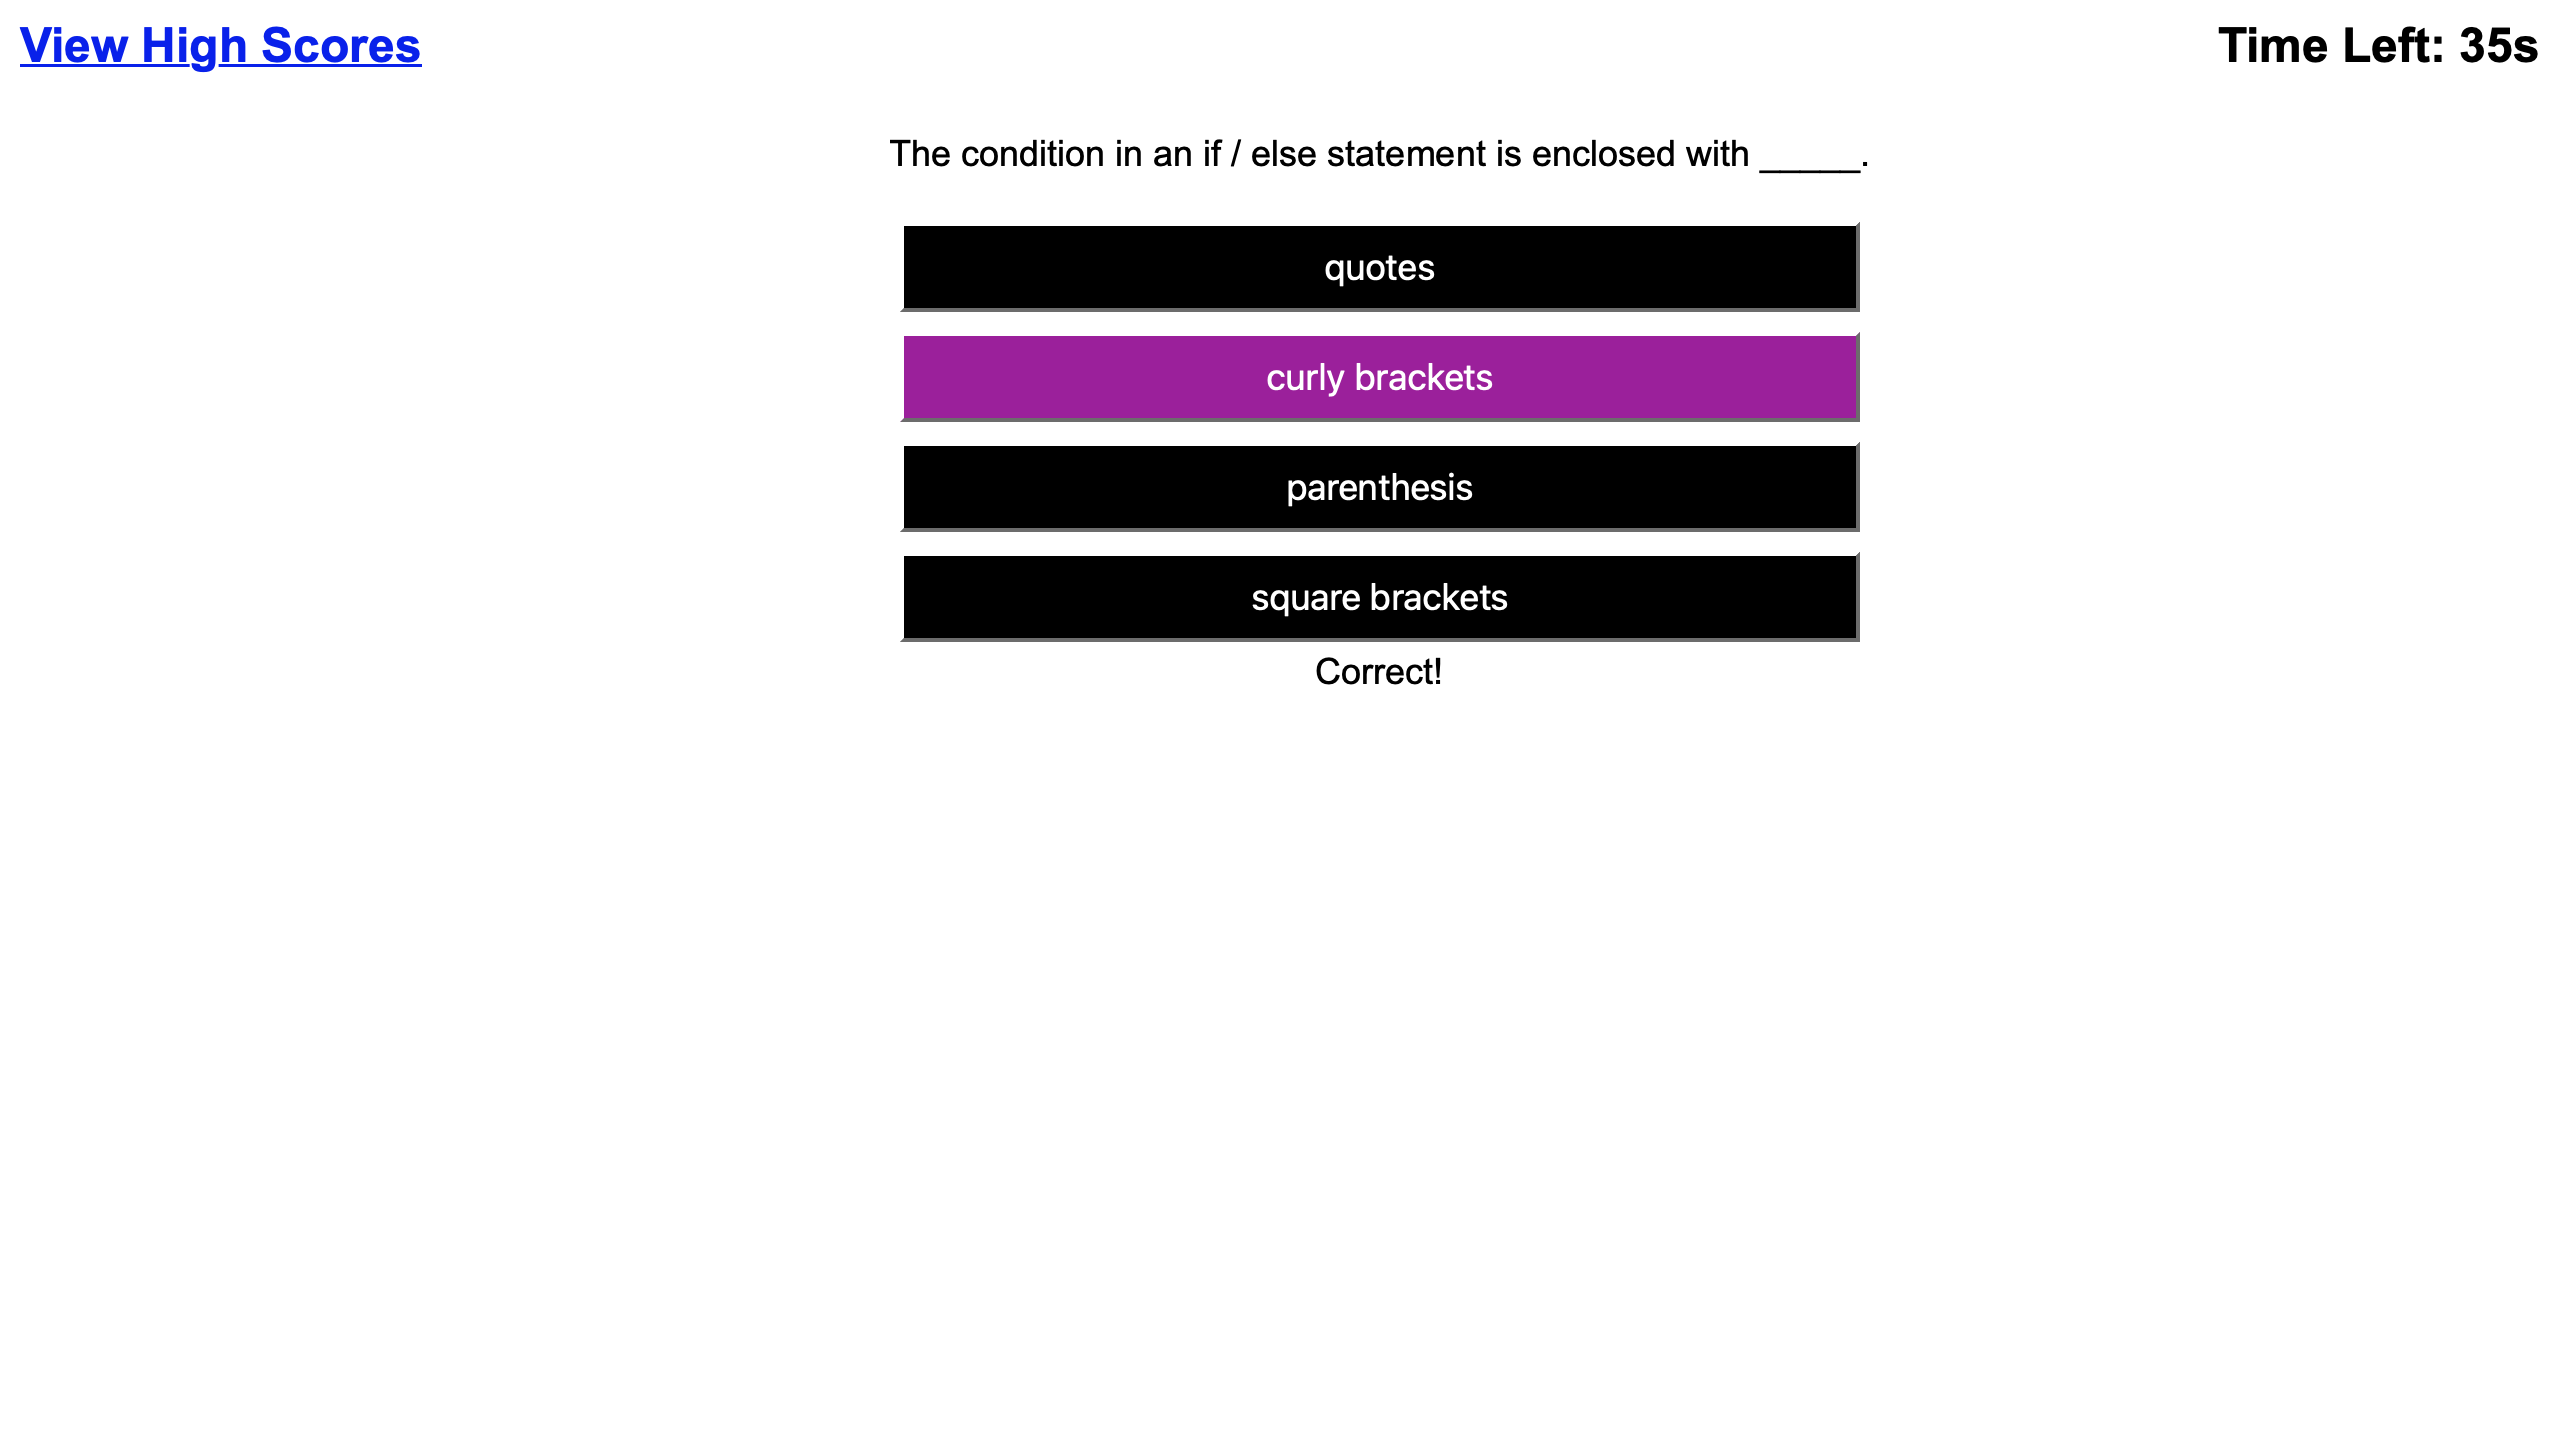 View High Scores
Time Left: 35s
The condition in an if / else statement is enclosed with _____.
quotes
curly brackets
parenthesis
square brackets
Correct!